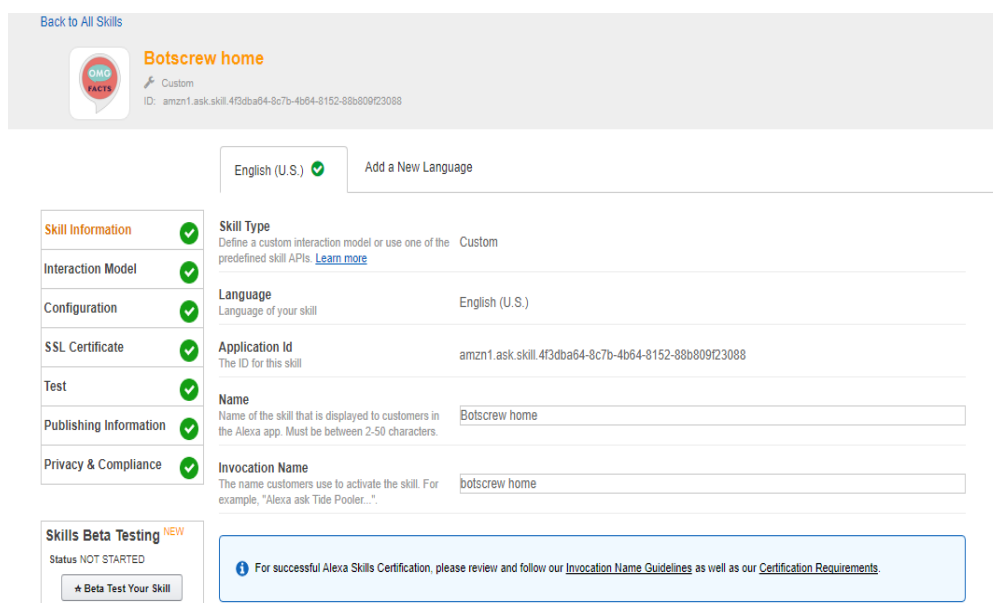 Back to All Skills
OMG
FACTS
Botscrew home
Custom
ID: amzn1.ask.skill.4f3dba64-8c7b-4b64-8152-88b809f23088
English (U.S.)
Add a New Language
Skill Information
Interaction Model
Configuration
SSL Certificate
Test
Publishing Information
Privacy & Compliance
Skill Type
Define a custom interaction model or use one of the
predefined skill APIs. Learn more
Custom
Language
Language of your skill
English (U.S.)
Application Id
The ID for this skill
amzn1.ask.skill.4f3dba64-8c7b-4b64-8152-88b809f23088
Name
Name of the skill that is displayed to customers in
the Alexa app. Must be between 2-50 characters.
Botscrew home
Invocation Name
The name customers use to activate the skill. For
example, "Alexa ask Tide Pooler...".
botscrew home
Skills Beta Testing NEW
Status NOT STARTED
Beta Test Your Skill
For successful Alexa Skills Certification, please review and follow our Invocation Name Guidelines as well as our Certification Requirements.